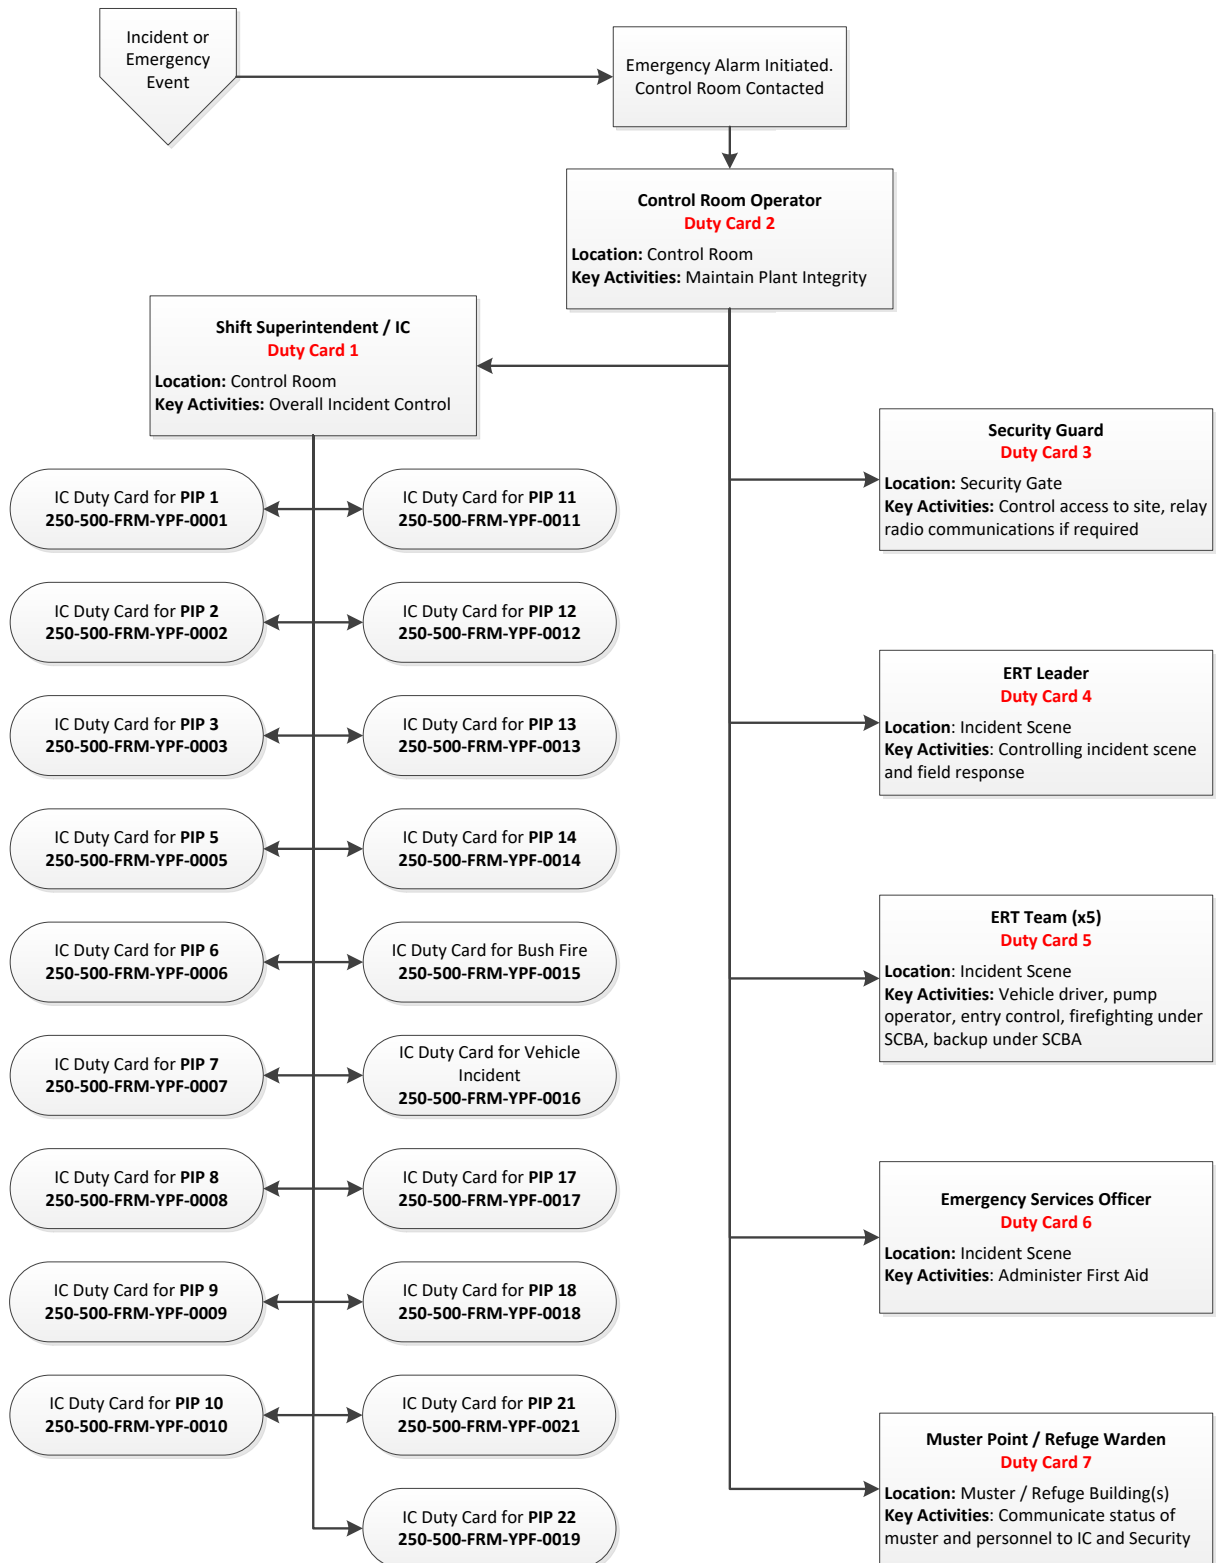 Incident or
Emergency
Event
Emergency Alarm Initiated.
Control Room Contacted
Control Room Operator
Duty Card 2
Location: Control Room
Key Activities: Maintain Plant Integrity
Shift Superintendent / IC
Duty Card 1
Location: Control Room
Key Activities: Overall Incident Control
IC Duty Card for PIP 1
250-500-FRM-YPF-0001
IC Duty Card for PIP 11
250-500-FRM-YPF-0011
IC Duty Card for PIP 2
250-500-FRM-YPF-0002
IC Duty Card for PIP 12
250-500-FRM-YPF-0012
IC Duty Card for PIP 3
250-500-FRM-YPF-0003
IC Duty Card for PIP 13
250-500-FRM-YPF-0013
IC Duty Card for PIP 5
250-500-FRM-YPF-0005
IC Duty Card for PIP 14
250-500-FRM-YPF-0014
IC Duty Card for PIP 6
250-500-FRM-YPF-0006
IC Duty Card for Bush Fire
250-500-FRM-YPF-0015
IC Duty Card for PIP 7
250-500-FRM-YPF-0007
IC Duty Card for Vehicle
Incident
250-500-FRM-YPF-0016
IC Duty Card for PIP 8
250-500-FRM-YPF-0008
IC Duty Card for PIP 17
250-500-FRM-YPF-0017
IC Duty Card for PIP 9
250-500-FRM-YPF-0009
IC Duty Card for PIP 18
250-500-FRM-YPF-0018
IC Duty Card for PIP 10
250-500-FRM-YPF-0010
IC Duty Card for PIP 21
250-500-FRM-YPF-0021
IC Duty Card for PIP 22
250-500-FRM-YPF-0019
Security Guard
Duty Card 3
Location: Security Gate
Key Activities: Control access to site, relay
radio communications if required
ERT Leader
Duty Card 4
Location: Incident Scene
Key Activities: Controlling incident scene
and field response
ERT Team (x5)
Duty Card 5
Location: Incident Scene
Key Activities: Vehicle driver, pump
operator, entry control, firefighting under
SCBA, backup under SCBA
Emergency Services Officer
Duty Card 6
Location: Incident Scene
Key Activities: Administer First Aid
Muster Point / Refuge Warden
Duty Card 7
Location: Muster / Refuge Building(s)
Key Activities: Communicate status of
muster and personnel to IC and Security